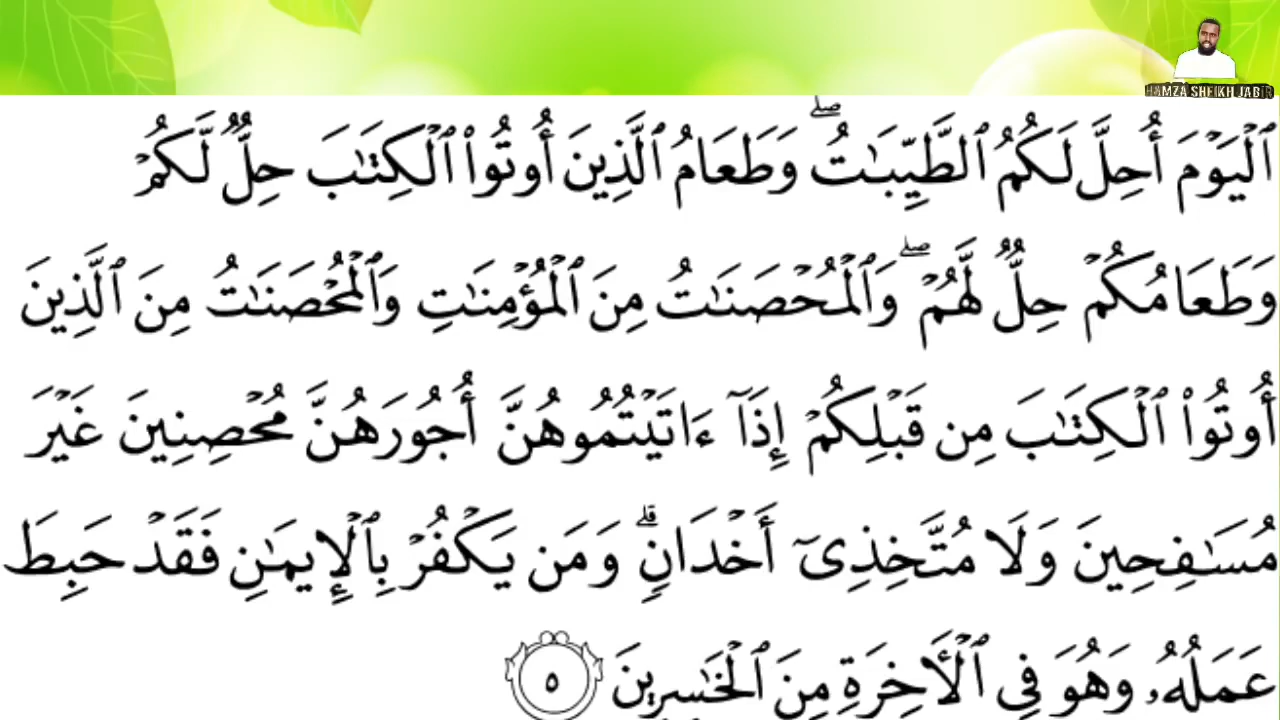 HAMZA SHEIKH JABIR
ٱلۡيَوۡمَ أُحِلَّ لَكُمُ ٱلطَّيِّبَٰتُۖ وَطَعَامُ ٱلَّذِينَ أُوتُواْ ٱلۡكِتَٰبَ حِلّٞ لَّكُمۡ
وَطَعَامُكُمۡ حِلّٞ لَّهُمۡۖ وَٱلۡمُحۡصَنَٰتُ مِنَ ٱلۡمُؤۡمِنَٰتِ وَٱلۡمُحۡصَنَٰتُ مِنَ ٱلَّذِينَ
أُوتُواْ ٱلۡكِتَٰبَ مِن قَبۡلِكُمۡ إِذَآ ءَاتَيۡتُمُوهُنَّ أُجُورَهُنَّ مُحۡصِنِينَ غَيۡرَ
مُسَٰفِحِينَ وَلَا مُتَّخِذِيٓ أَخۡدَانٖۗ وَمَن يَكۡفُرۡ بِٱلۡإِيمَٰنِ فَقَدۡ حَبِطَ
عَمَلُهُۥ وَهُوَ فِي ٱلۡأٓخِرَةِ مِنَ ٱلۡخَٰسِرِينَ ٥